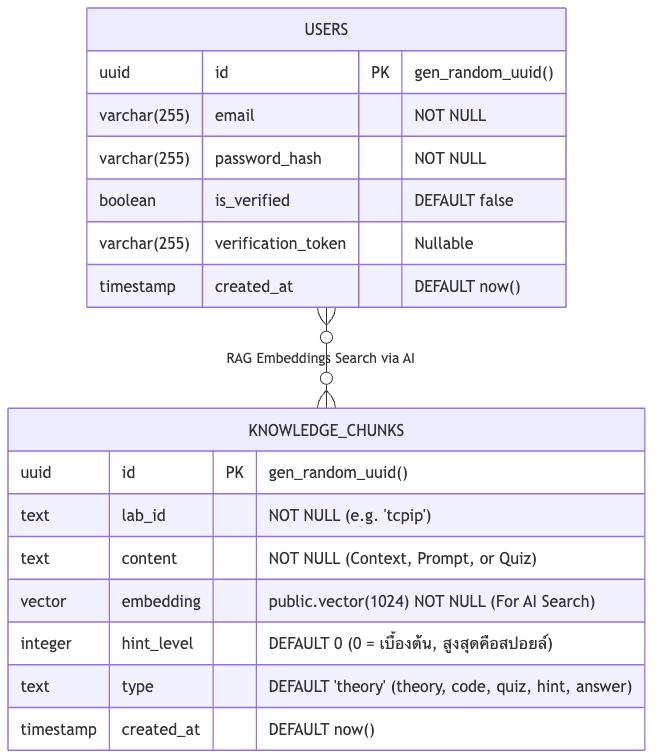 USERS
uuid id PK gen_random_uuid()
varchar(255) email NOT NULL
varchar(255) password_hash NOT NULL
boolean is_verified DEFAULT false
varchar(255) verification_token Nullable
timestamp created_at DEFAULT now()
RAG Embeddings Search via AI
KNOWLEDGE_CHUNKS
uuid id PK gen_random_uuid()
text lab_id NOT NULL (e.g. 'tcpip')
text content NOT NULL (Context, Prompt, or Quiz)
vector embedding public.vector(1024) NOT NULL (For AI Search)
integer hint_level DEFAULT 0 (0 = เบื้องต้น, สูงสุดคือสปอยล์)
text type DEFAULT 'theory' (theory, code, quiz, hint, answer)
timestamp created_at DEFAULT now()